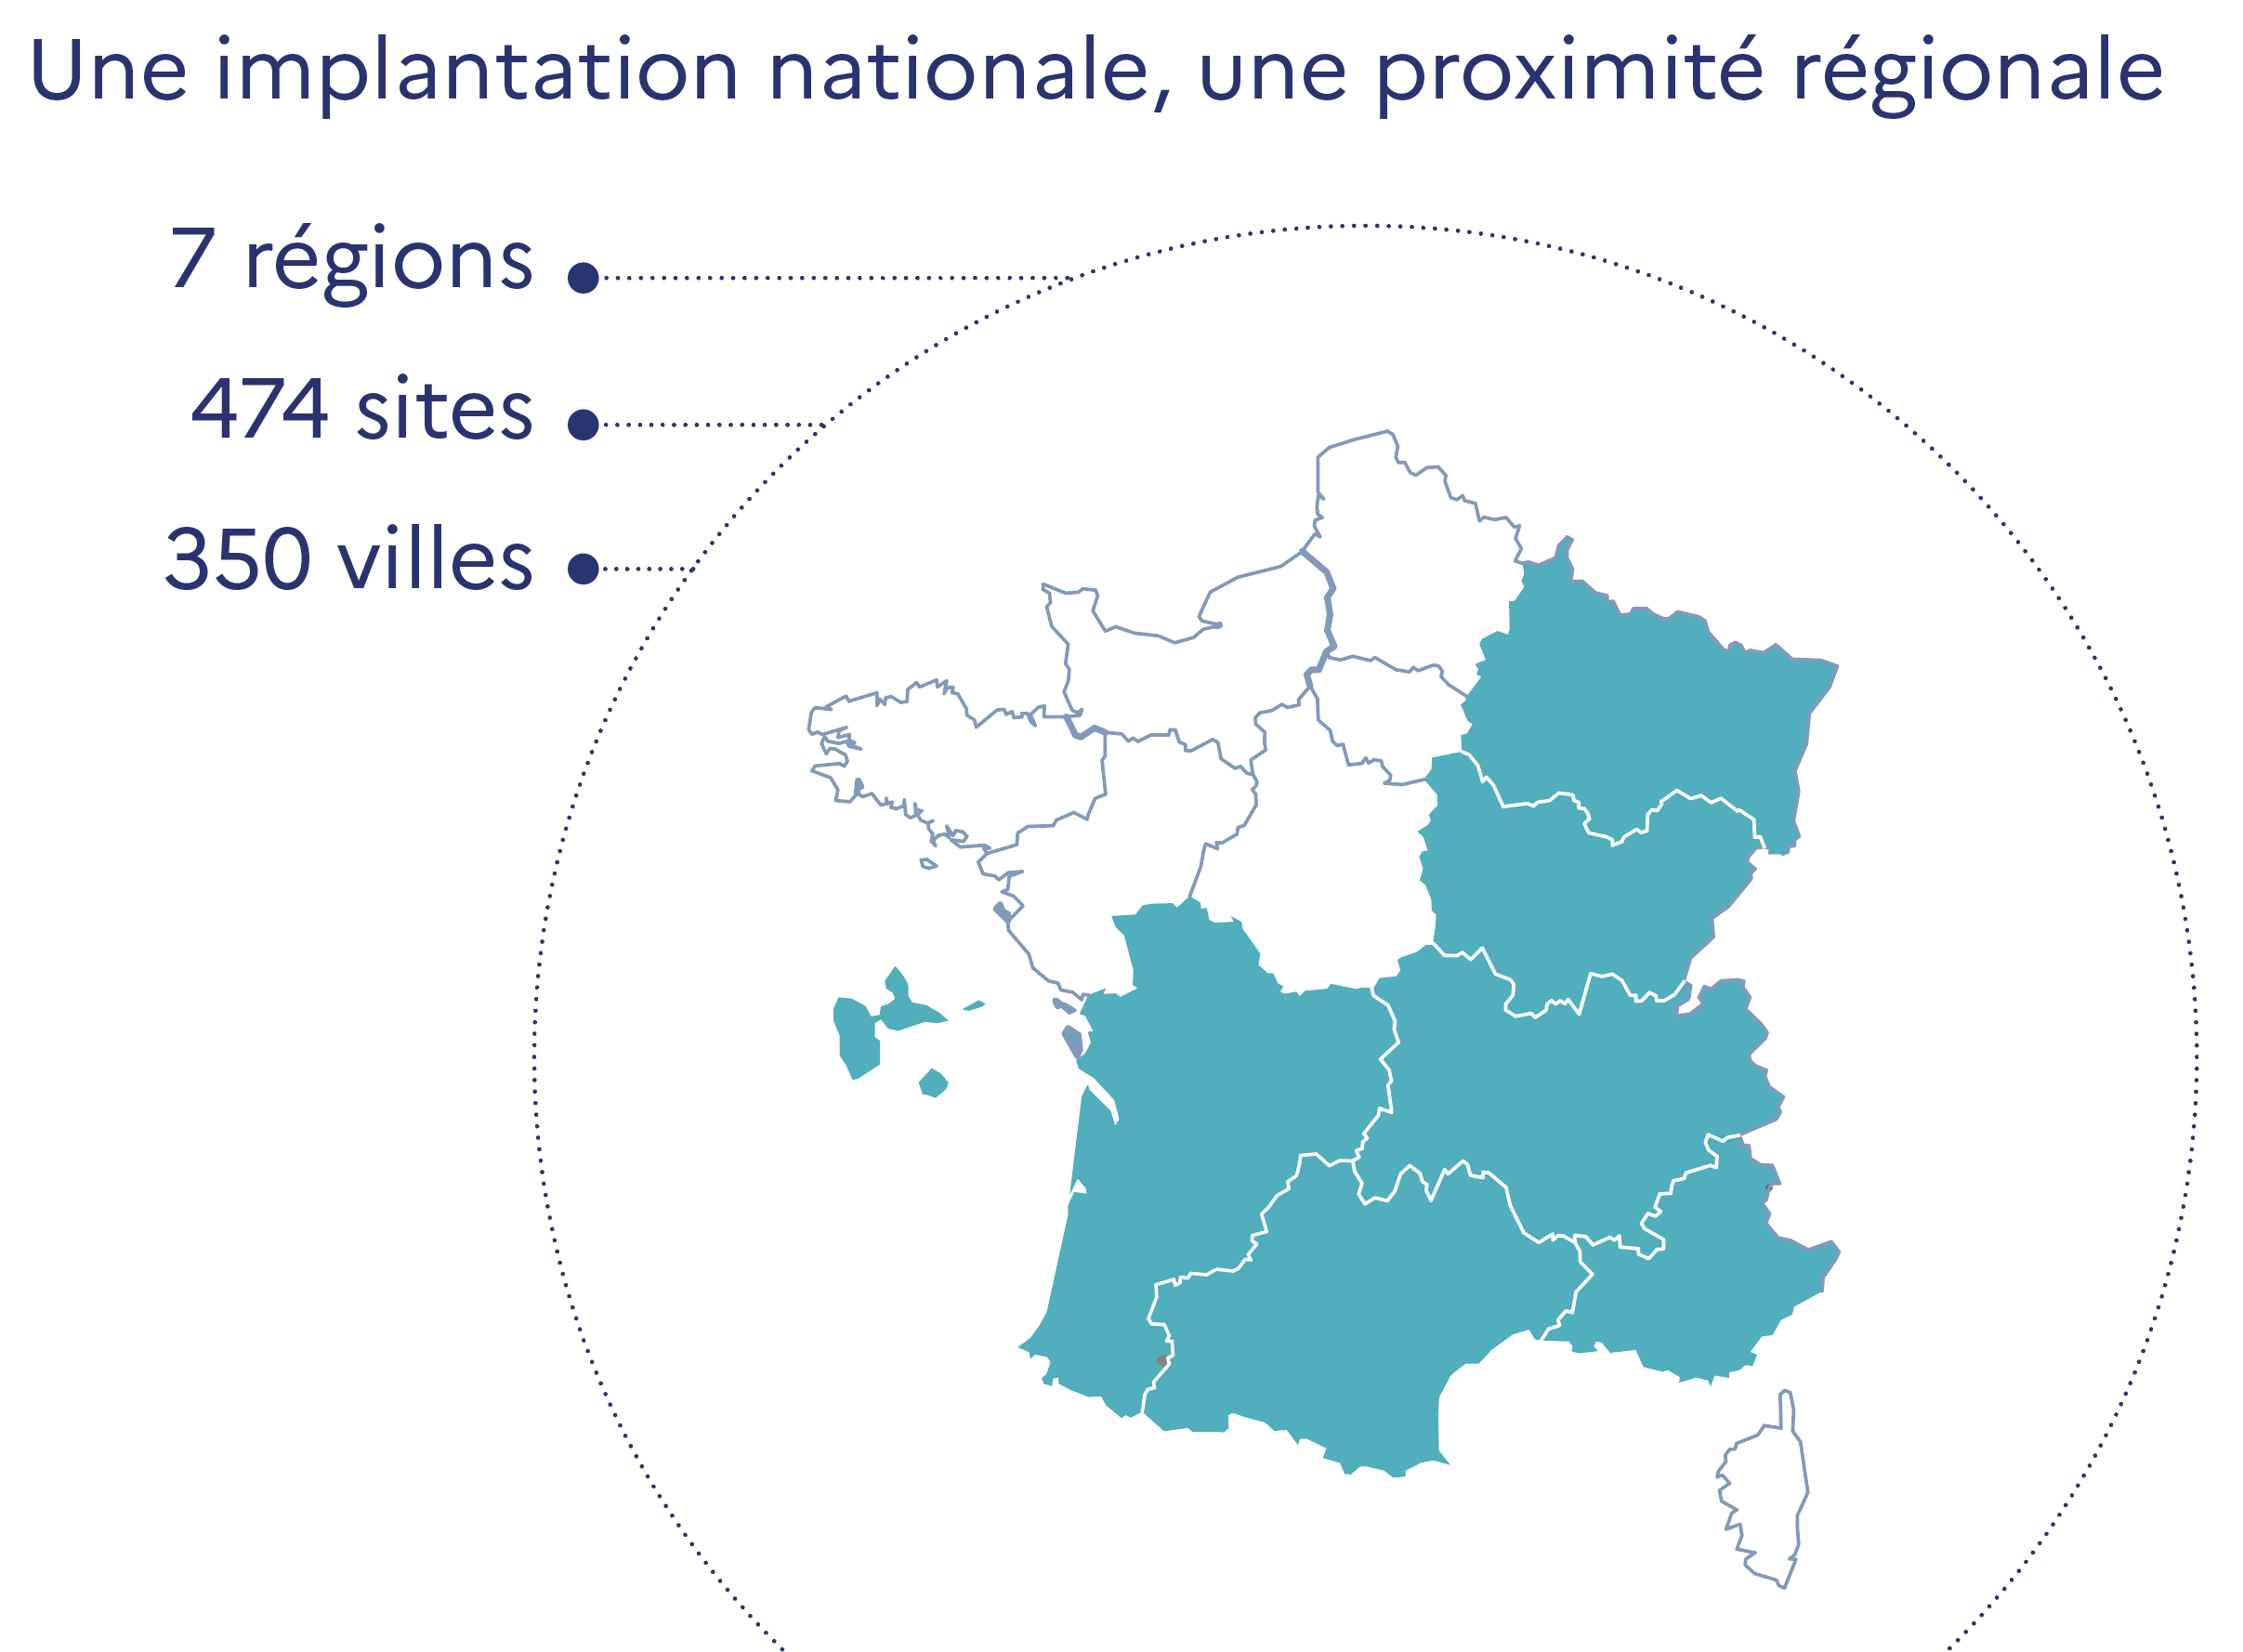 Une implantation nationale, une proximité régionale
7 régions
474 sites
350 villes